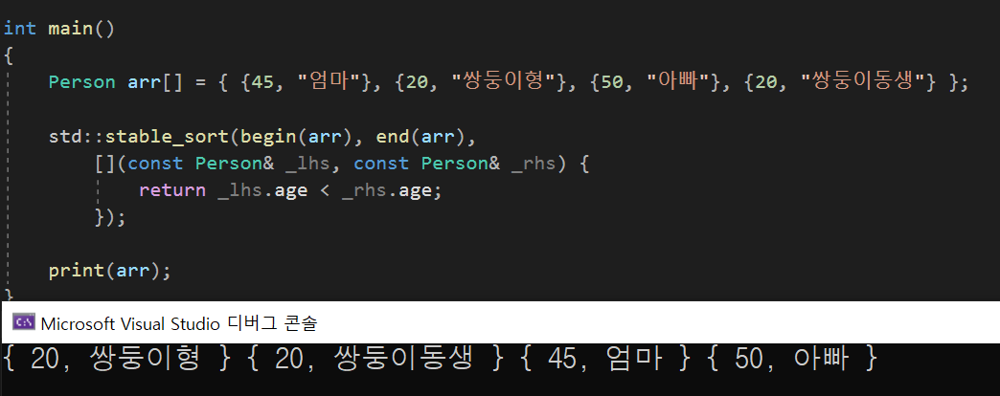 int main()
{
    Person arr[] = { {45, "엄마"}, {20, "쌍둥이형"}, {50, "아빠"}, {20, "쌍둥이동생"} };
    std::stable_sort(begin(arr), end(arr),
        [](const Person& _lhs, const Person& _rhs) {
            return _lhs.age < _rhs.age;
        });
    print(arr);
}
C:\ Microsoft Visual Studio 디버그 콘솔
{ 20, 쌍둥이형 } { 20, 쌍둥이동생 } { 45, 엄마 } { 50, 아빠 }